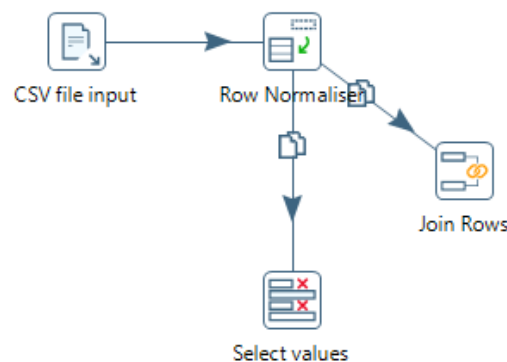 CSV file input
Row Normaliser
Join Rows
Select values